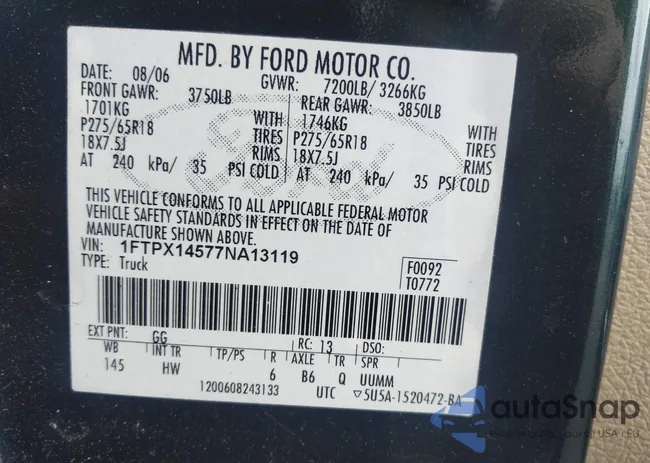 MFD. BY FORD MOTOR CO.
DATE: 08/06 GVWR: 7200LB/ 3266KG
FRONT GAWR: 3750LB REAR GAWR: 3850LB
1701KG WITH 1746KG WITH
P275/65R18 TIRES P275/65R18 TIRES
18X7.5J RIMS 18X7.5J RIMS
AT 240 kPa/ 35 PSI COLD AT 240 kPa/ 35 PSI COLD
THIS VEHICLE CONFORMS TO ALL APPLICABLE FEDERAL MOTOR
VEHICLE SAFETY STANDARDS IN EFFECT ON THE DATE OF
MANUFACTURE SHOWN ABOVE.
VIN: 1FTPX14577NA13119
TYPE: Truck
F0092
T0772
EXT PNT: GG RC: 13 DSO:
WB INT TR TP/PS R AXLE TR SPR
145 HW 6 B6 Q UUMM
1200608243133 UTC ▽5U5A-1520472-BA
Ford
autoSnap